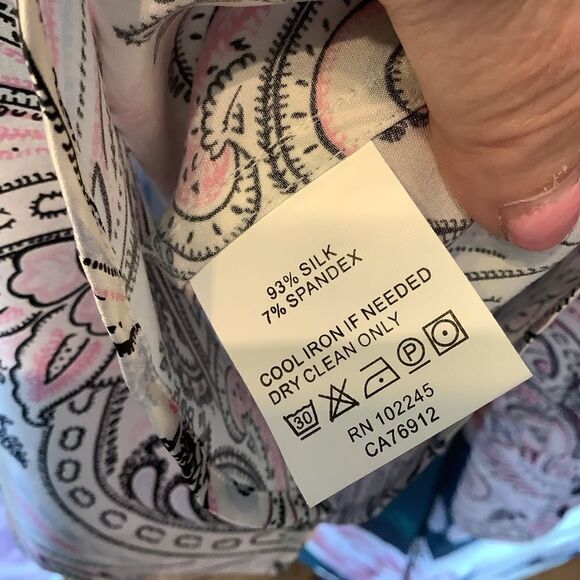 93% SILK
7% SPANDEX
COOL IRON IF NEEDED
DRY CLEAN ONLY
30 P
RN 102245
CA76912